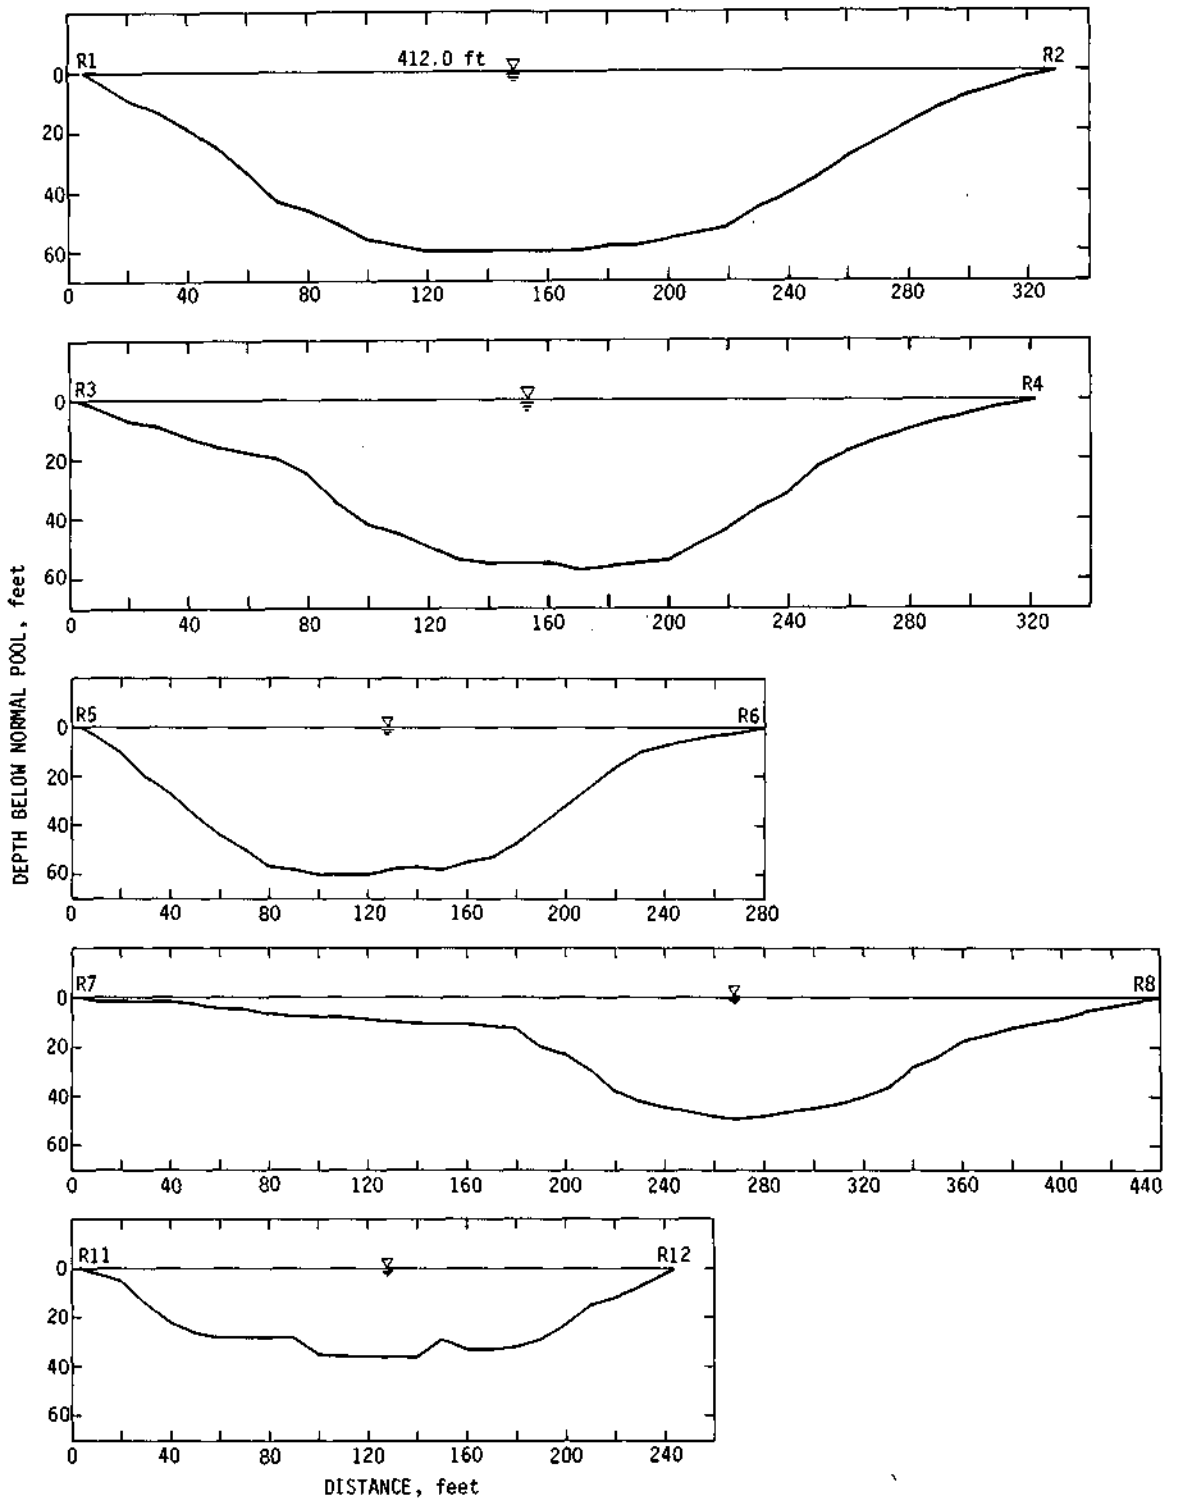 R1 412.0 ft R2
0
20
40
60
0 40 80 120 160 200 240 280 320
R3 R4
0
20
40
60
0 40 80 120 160 200 240 280 320
DEPTH BELOW NORMAL POOL, feet
R5 R6
0
20
40
60
0 40 80 120 160 200 240 280
R7 R8
0
20
40
60
0 40 80 120 160 200 240 280 320 360 400 440
R11 R12
0
20
40
60
0 40 80 120 160 200 240
DISTANCE, feet